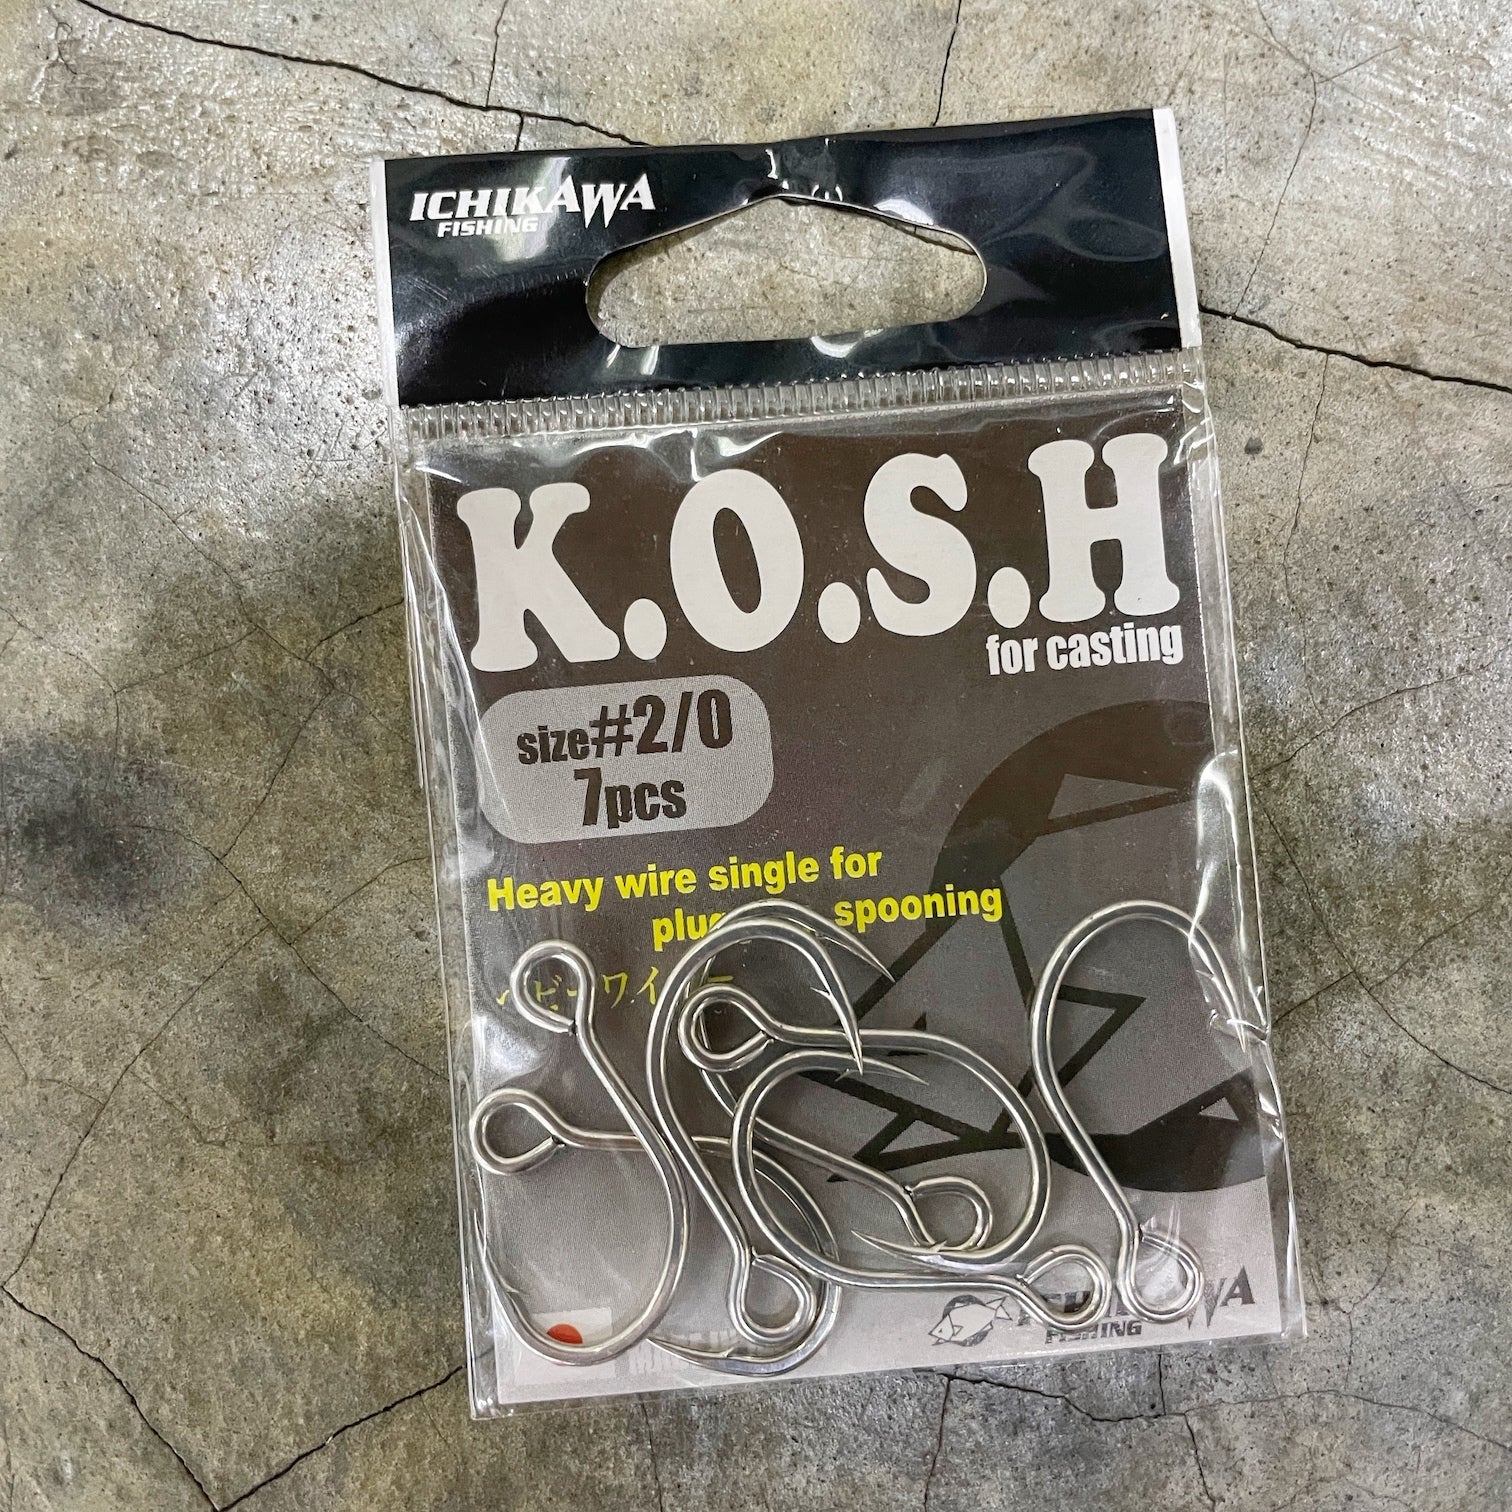 ICHIKAWA
FISHING
K.O.S.H
for casting
size#2/0
7pcs
Heavy wire single for
spooning
FISHING